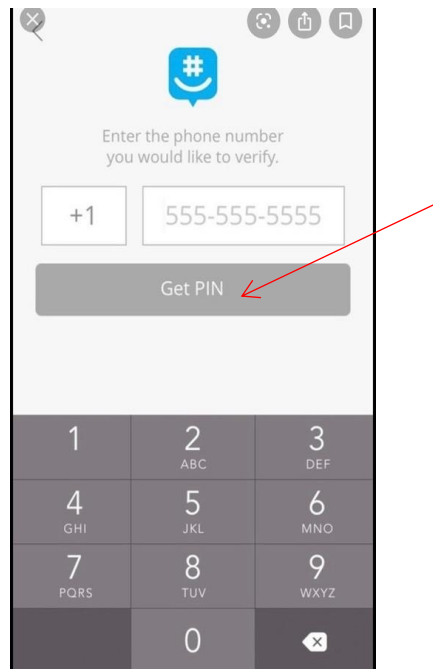 #
Enter the phone number
you would like to verify.
+1 555-555-5555
Get PIN
1 2 3
ABC DEF
4 5 6
GHI JKL MNO
7 8 9
PQRS TUV WXYZ
0